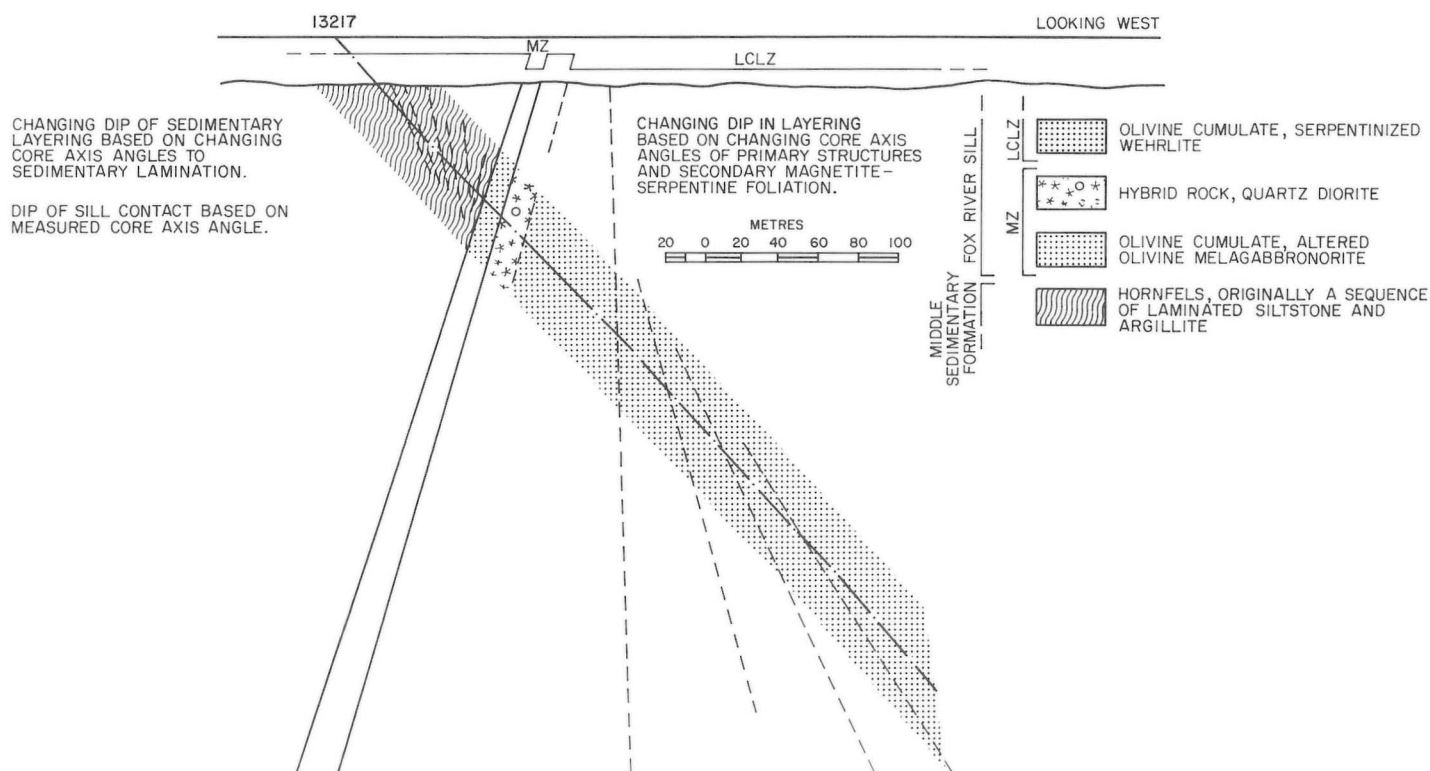 13217
LOOKING WEST
MZ
LCLZ
CHANGING DIP OF SEDIMENTARY
LAYERING BASED ON CHANGING
CORE AXIS ANGLES TO
SEDIMENTARY LAMINATION.
DIP OF SILL CONTACT BASED ON
MEASURED CORE AXIS ANGLE.
CHANGING DIP IN LAYERING
BASED ON CHANGING CORE AXIS
ANGLES OF PRIMARY STRUCTURES
AND SECONDARY MAGNETITE-
SERPENTINE FOLIATION.
METRES
20 0 20 40 60 80 100
FOX RIVER SILL
MIDDLE
SEDIMENTARY
FORMATION
LCLZ
MZ
OLIVINE CUMULATE, SERPENTINIZED
WEHRLITE
HYBRID ROCK, QUARTZ DIORITE
OLIVINE CUMULATE, ALTERED
OLIVINE MELAGABBRONORITE
HORNFELS, ORIGINALLY A SEQUENCE
OF LAMINATED SILTSTONE AND
ARGILLITE